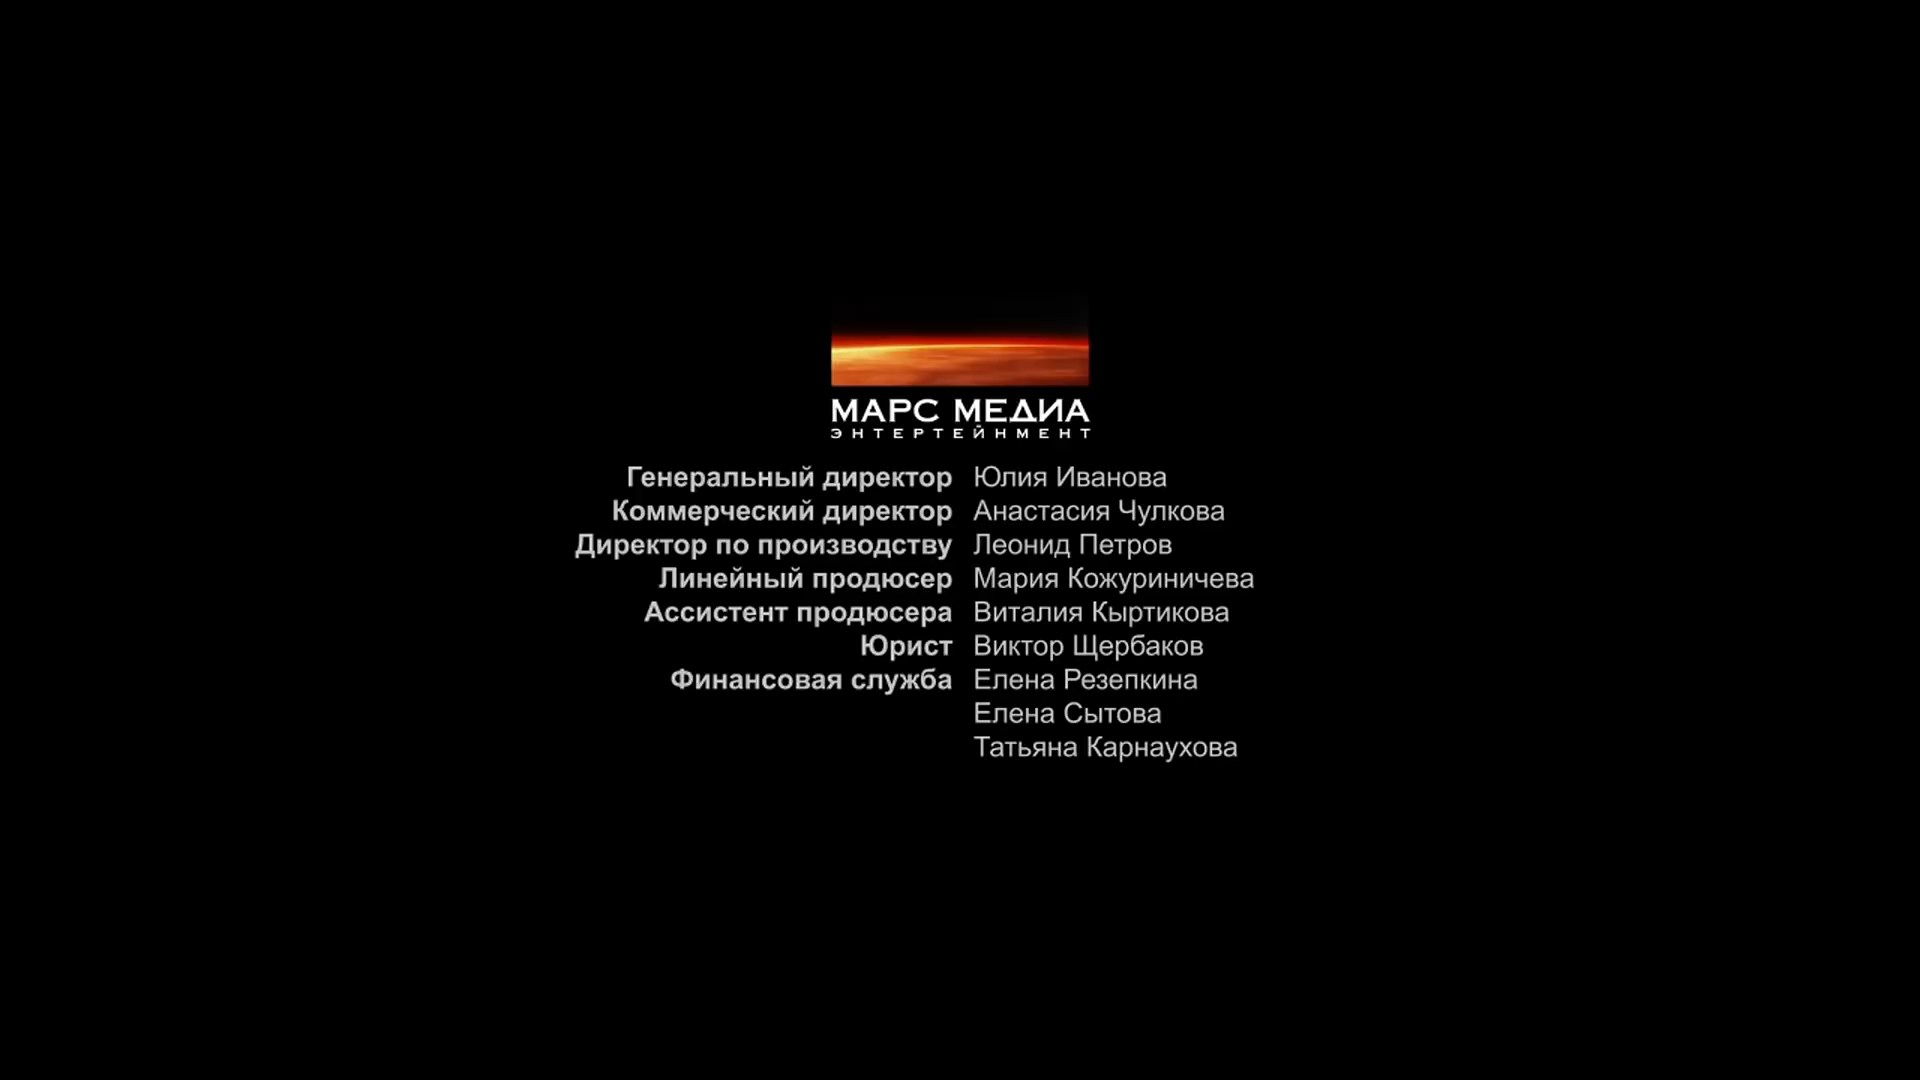 МАРС МЕДИА
ЭНТЕРТЕЙНМЕНТ
Генеральный директор Юлия Иванова
Коммерческий директор Анастасия Чулкова
Директор по производству Леонид Петров
Линейный продюсер Мария Кожуриничева
Ассистент продюсера Виталия Кыртикова
Юрист Виктор Щербаков
Финансовая служба Елена Резепкина
Елена Сытова
Татьяна Карнаухова